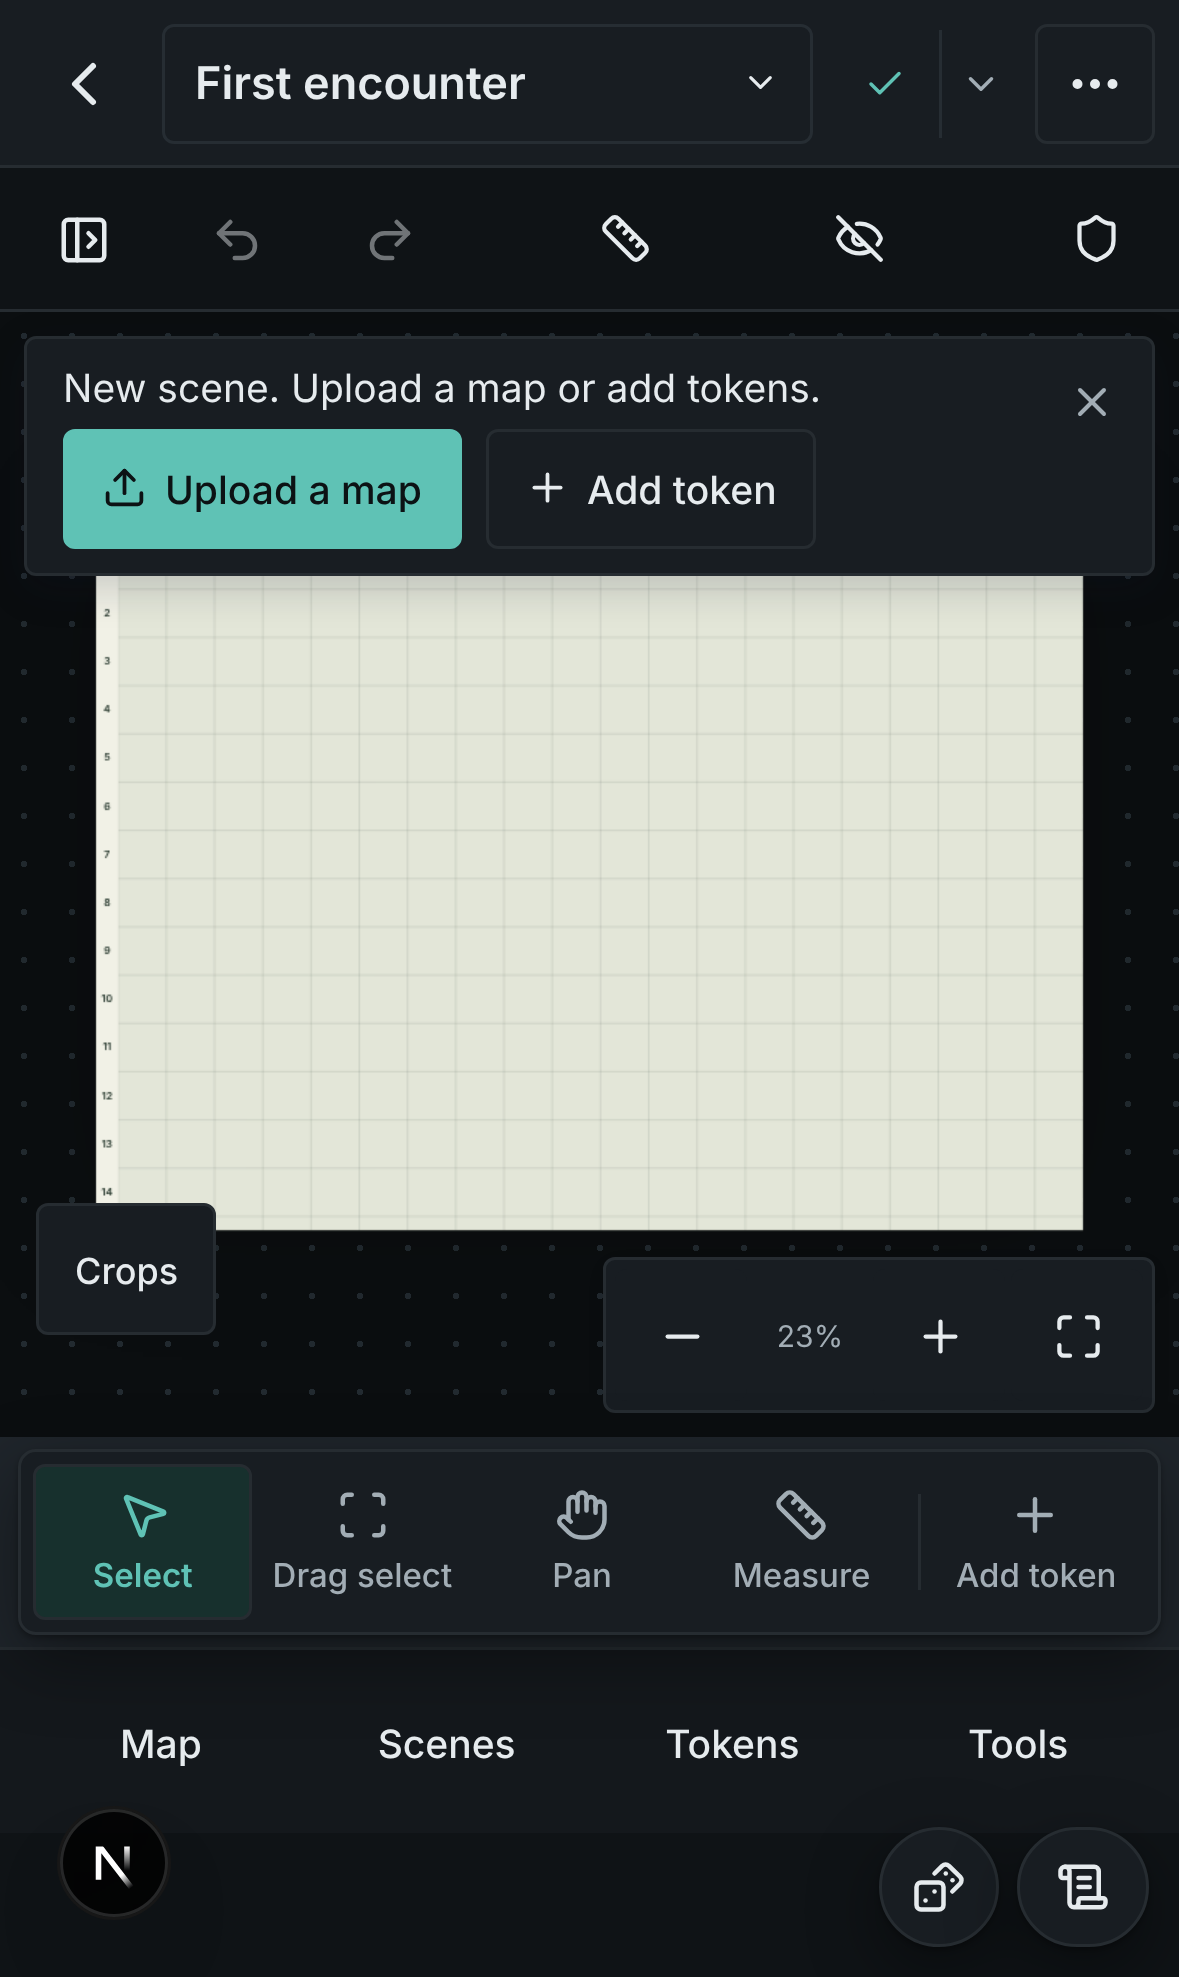 First encounter
New scene. Upload a map or add tokens.
Upload a map
Add token
2
3
4
5
6
7
8
9
10
11
12
13
14
Crops
23%
Select
Drag select
Pan
Measure
Add token
Map
Scenes
Tokens
Tools
N